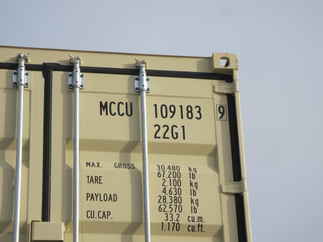 MCCU 109183 9
22G1
MAX. GROSS 30.480 kg
67.200 lb
TARE 2.100 kg
4.630 lb
PAYLOAD 28.380 kg
62.570 lb
CU.CAP. 33.2 cu.m.
1.170 cu.ft.